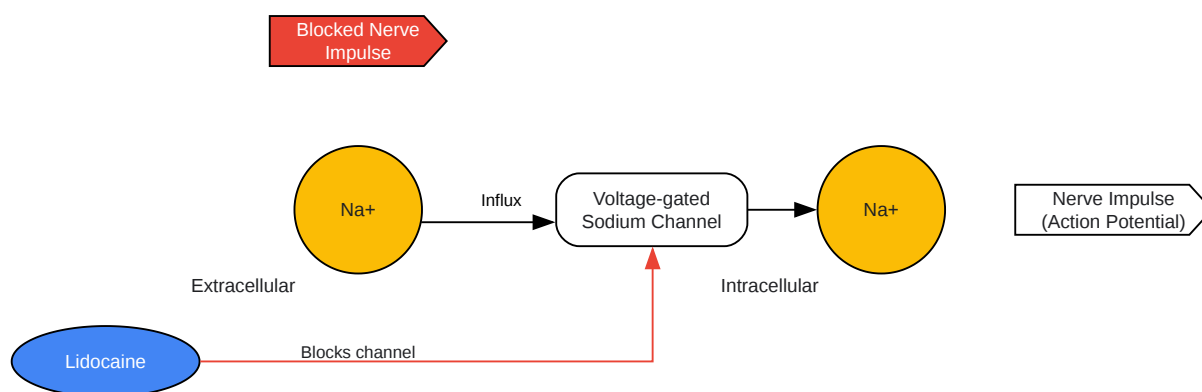 Blocked Nerve
Impulse
Na+
Influx
Voltage-gated
Sodium Channel
Na+
Nerve Impulse
(Action Potential)
Extracellular
Intracellular
Lidocaine
Blocks channel